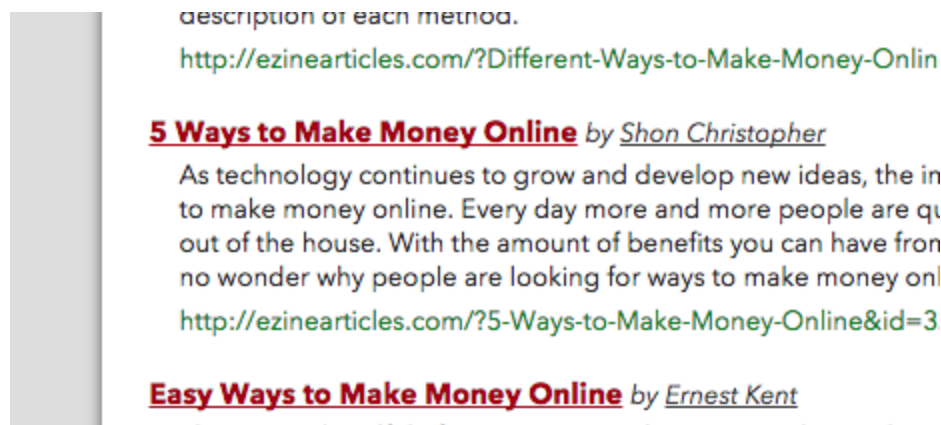 description of each method.
http://ezinearticles.com/?Different-Ways-to-Make-Money-Onlin
5 Ways to Make Money Online by Shon Christopher
As technology continues to grow and develop new ideas, the in
to make money online. Every day more and more people are qu
out of the house. With the amount of benefits you can have from
no wonder why people are looking for ways to make money onl
http://ezinearticles.com/?5-Ways-to-Make-Money-Online&id=3
Easy Ways to Make Money Online by Ernest Kent